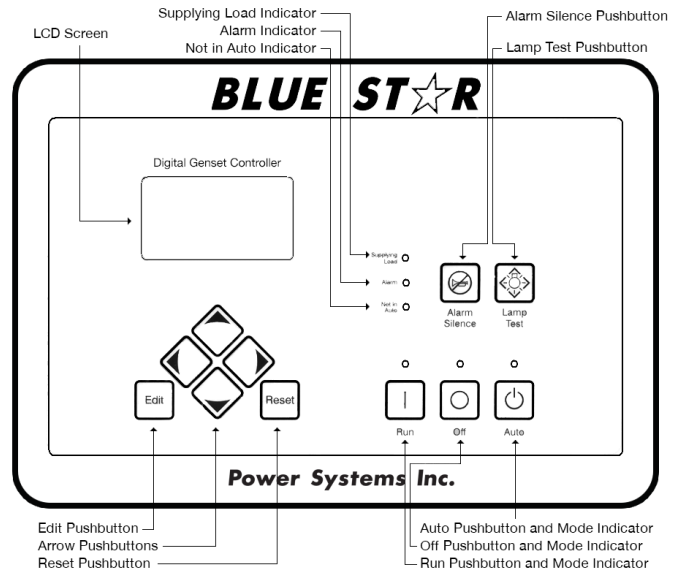 Supplying Load Indicator
Alarm Indicator
Not in Auto Indicator
LCD Screen
Alarm Silence Pushbutton
Lamp Test Pushbutton
BLUE ST☆R
Digital Genset Controller
Supplying
Load
Alarm
Not in
Auto
Alarm
Silence
Lamp
Test
Edit
Reset
Run
Off
Auto
Power Systems Inc.
Edit Pushbutton
Arrow Pushbuttons
Reset Pushbutton
Auto Pushbutton and Mode Indicator
Off Pushbutton and Mode Indicator
Run Pushbutton and Mode Indicator